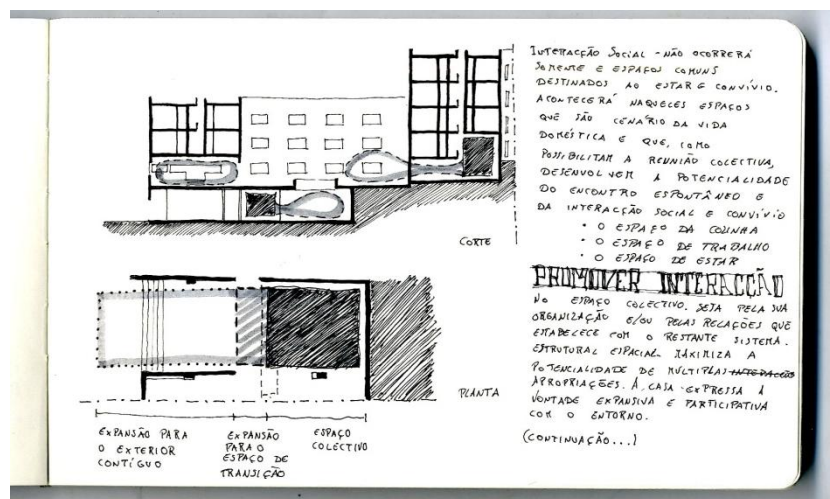 CORTE
PLANTA
EXPANSÃO PARA
O EXTERIOR
CONTÍGUO
EXPANSÃO
PARA O
ESPAÇO DE
TRANSIÇÃO
ESPAÇO
COLECTIVO
INTERACÇÃO SOCIAL - NÃO OCORRERÁ
SOMENTE E ESPAÇOS COMUNS
DESTINADOS AO ESTAR E CONVÍVIO.
ACONTECERÁ NAQUELES ESPAÇOS
QUE SÃO CENÁRIO DA VIDA
DOMÉSTICA E QUE, COMO
POSSIBILITAM A REUNIÃO COLECTIVA,
DESENVOLVEM A POTENCIALIDADE
DO ENCONTRO ESPONTÂNEO E
DA INTERACÇÃO SOCIAL E CONVÍVIO
• O ESPAÇO DA COZINHA
• O ESPAÇO DE TRABALHO
• O ESPAÇO DE ESTAR
PROMOVER INTERACÇÃO
NO ESPAÇO COLECTIVO. SEJA PELA SUA
ORGANIZAÇÃO E/OU PELAS RELAÇÕES QUE
ESTABELECE COM O RESTANTE SISTEMA.
ESTRUTURAL ESPACIAL. MAXIMIZA A
POTENCIALIDADE DE MÚLTIPLAS INTERACÇÃO
APROPRIAÇÕES. A CASA EXPRESSA A
VONTADE EXPANSIVA E PARTICIPATIVA
COM O ENTORNO.
(CONTINUAÇÃO...)